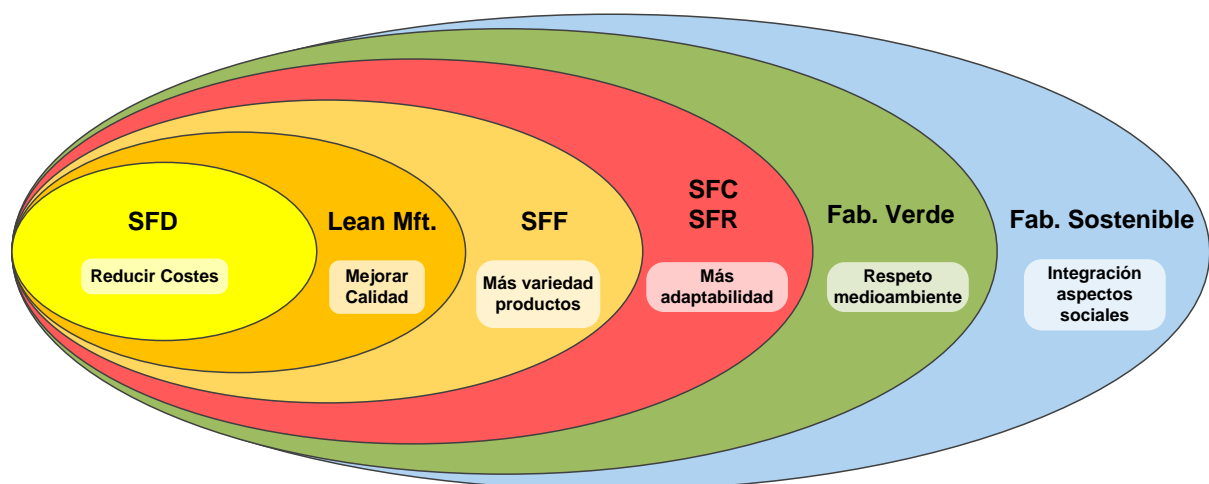 SFD
Reducir Costes
Lean Mft.
Mejorar
Calidad
SFF
Más variedad
productos
SFC
SFR
Más
adaptabilidad
Fab. Verde
Respeto
medioambiente
Fab. Sostenible
Integración
aspectos
sociales